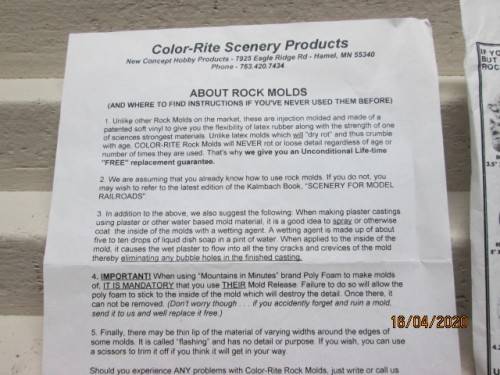 Color-Rite Scenery Products
New Concept Hobby Products - 7925 Eagle Ridge Rd - Hamel, MN 55340
Phone - 763.420.7434
ABOUT ROCK MOLDS
(AND WHERE TO FIND INSTRUCTIONS IF YOU'VE NEVER USED THEM BEFORE)
1. Unlike other Rock Molds on the market, these are injection molded and made of a
patented soft vinyl to give you the flexibility of latex rubber along with the strength of one
of sciences strongest materials. Unlike latex molds which will "dry rot" and thus crumble
with age, COLOR-RITE Rock Molds will NEVER rot or loose detail regardless of age or
number of times they are used. That's why we give you an Unconditional Life-time
"FREE" replacement guarantee.
2. We are assuming that you already know how to use rock molds. If you do not, you
may wish to refer to the latest edition of the Kalmbach Book, "SCENERY FOR MODEL
RAILROADS"
3. In addition to the above, we also suggest the following: When making plaster castings
using plaster or other water based mold material, it is a good idea to spray or otherwise
coat the inside of the molds with a wetting agent. A wetting agent is made up of about
five to ten drops of liquid dish soap in a pint of water. When applied to the inside of the
mold, it causes the wet plaster to flow into all the tiny cracks and crevices of the mold
thereby eliminating any bubble holes in the finished casting.
4. IMPORTANT! When using "Mountains in Minutes" brand Poly Foam to make molds
of, IT IS MANDATORY that you use THEIR Mold Release. Failure to do so will allow the
poly foam to stick to the inside of the mold which will destroy the detail. Once there, it
can not be removed. (Don't worry though . . . if you accidently forget and ruin a mold,
send it to us and well replace it free.)
5. Finally, there may be thin lip of the material of varying widths around the edges of
some molds. It is called "flashing" and has no detail or purpose. If you wish, you can use
a scissors to trim it off if you think it will get in your way
Should you experience ANY problems with Color-Rite Rock Molds, just write or call us
IF YO
BUT
ROC
3.5"
4.2
16/04/2020